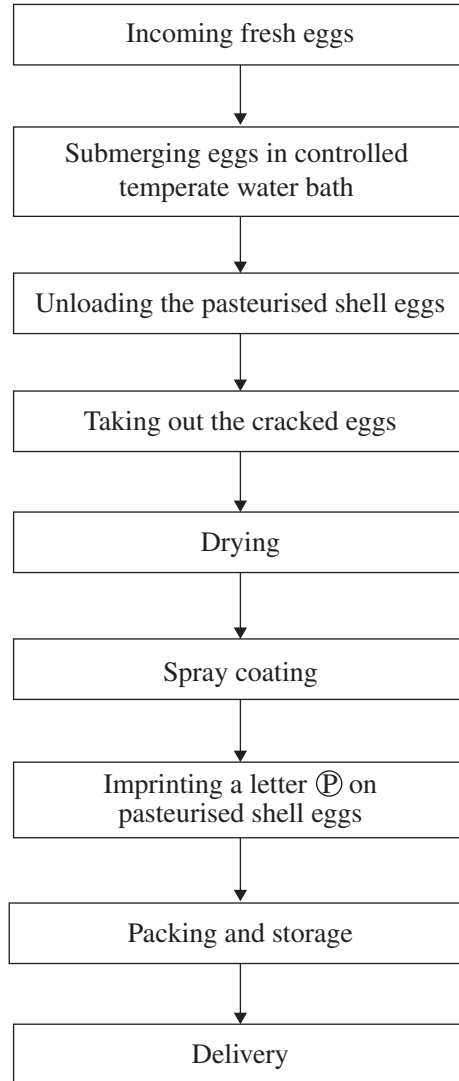 Incoming fresh eggs
Submerging eggs in controlled
temperate water bath
Unloading the pasteurised shell eggs
Taking out the cracked eggs
Drying
Spray coating
Imprinting a letter Ⓟ on
pasteurised shell eggs
Packing and storage
Delivery